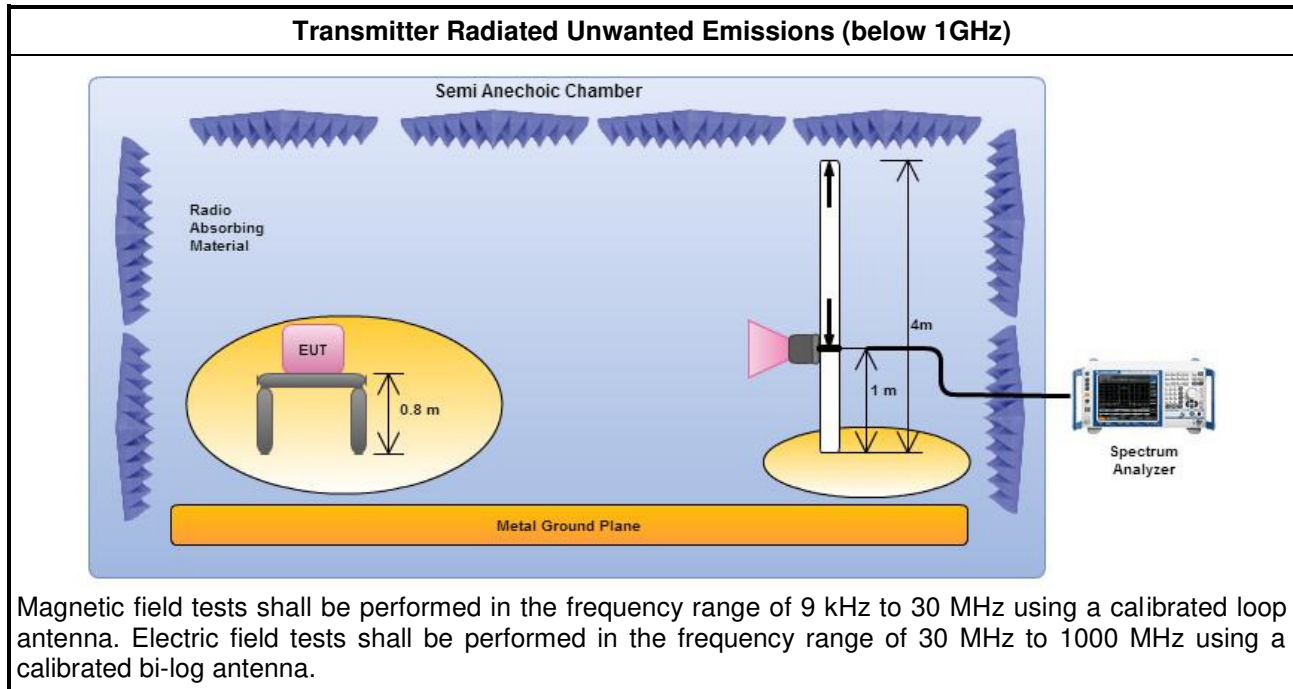 Transmitter Radiated Unwanted Emissions (below 1GHz)
Semi Anechoic Chamber
Radio
Absorbing
Material
EUT
0.8 m
4m
1 m
Spectrum
Analyzer
Metal Ground Plane
Magnetic field tests shall be performed in the frequency range of 9 kHz to 30 MHz using a calibrated loop
antenna. Electric field tests shall be performed in the frequency range of 30 MHz to 1000 MHz using a
calibrated bi-log antenna.